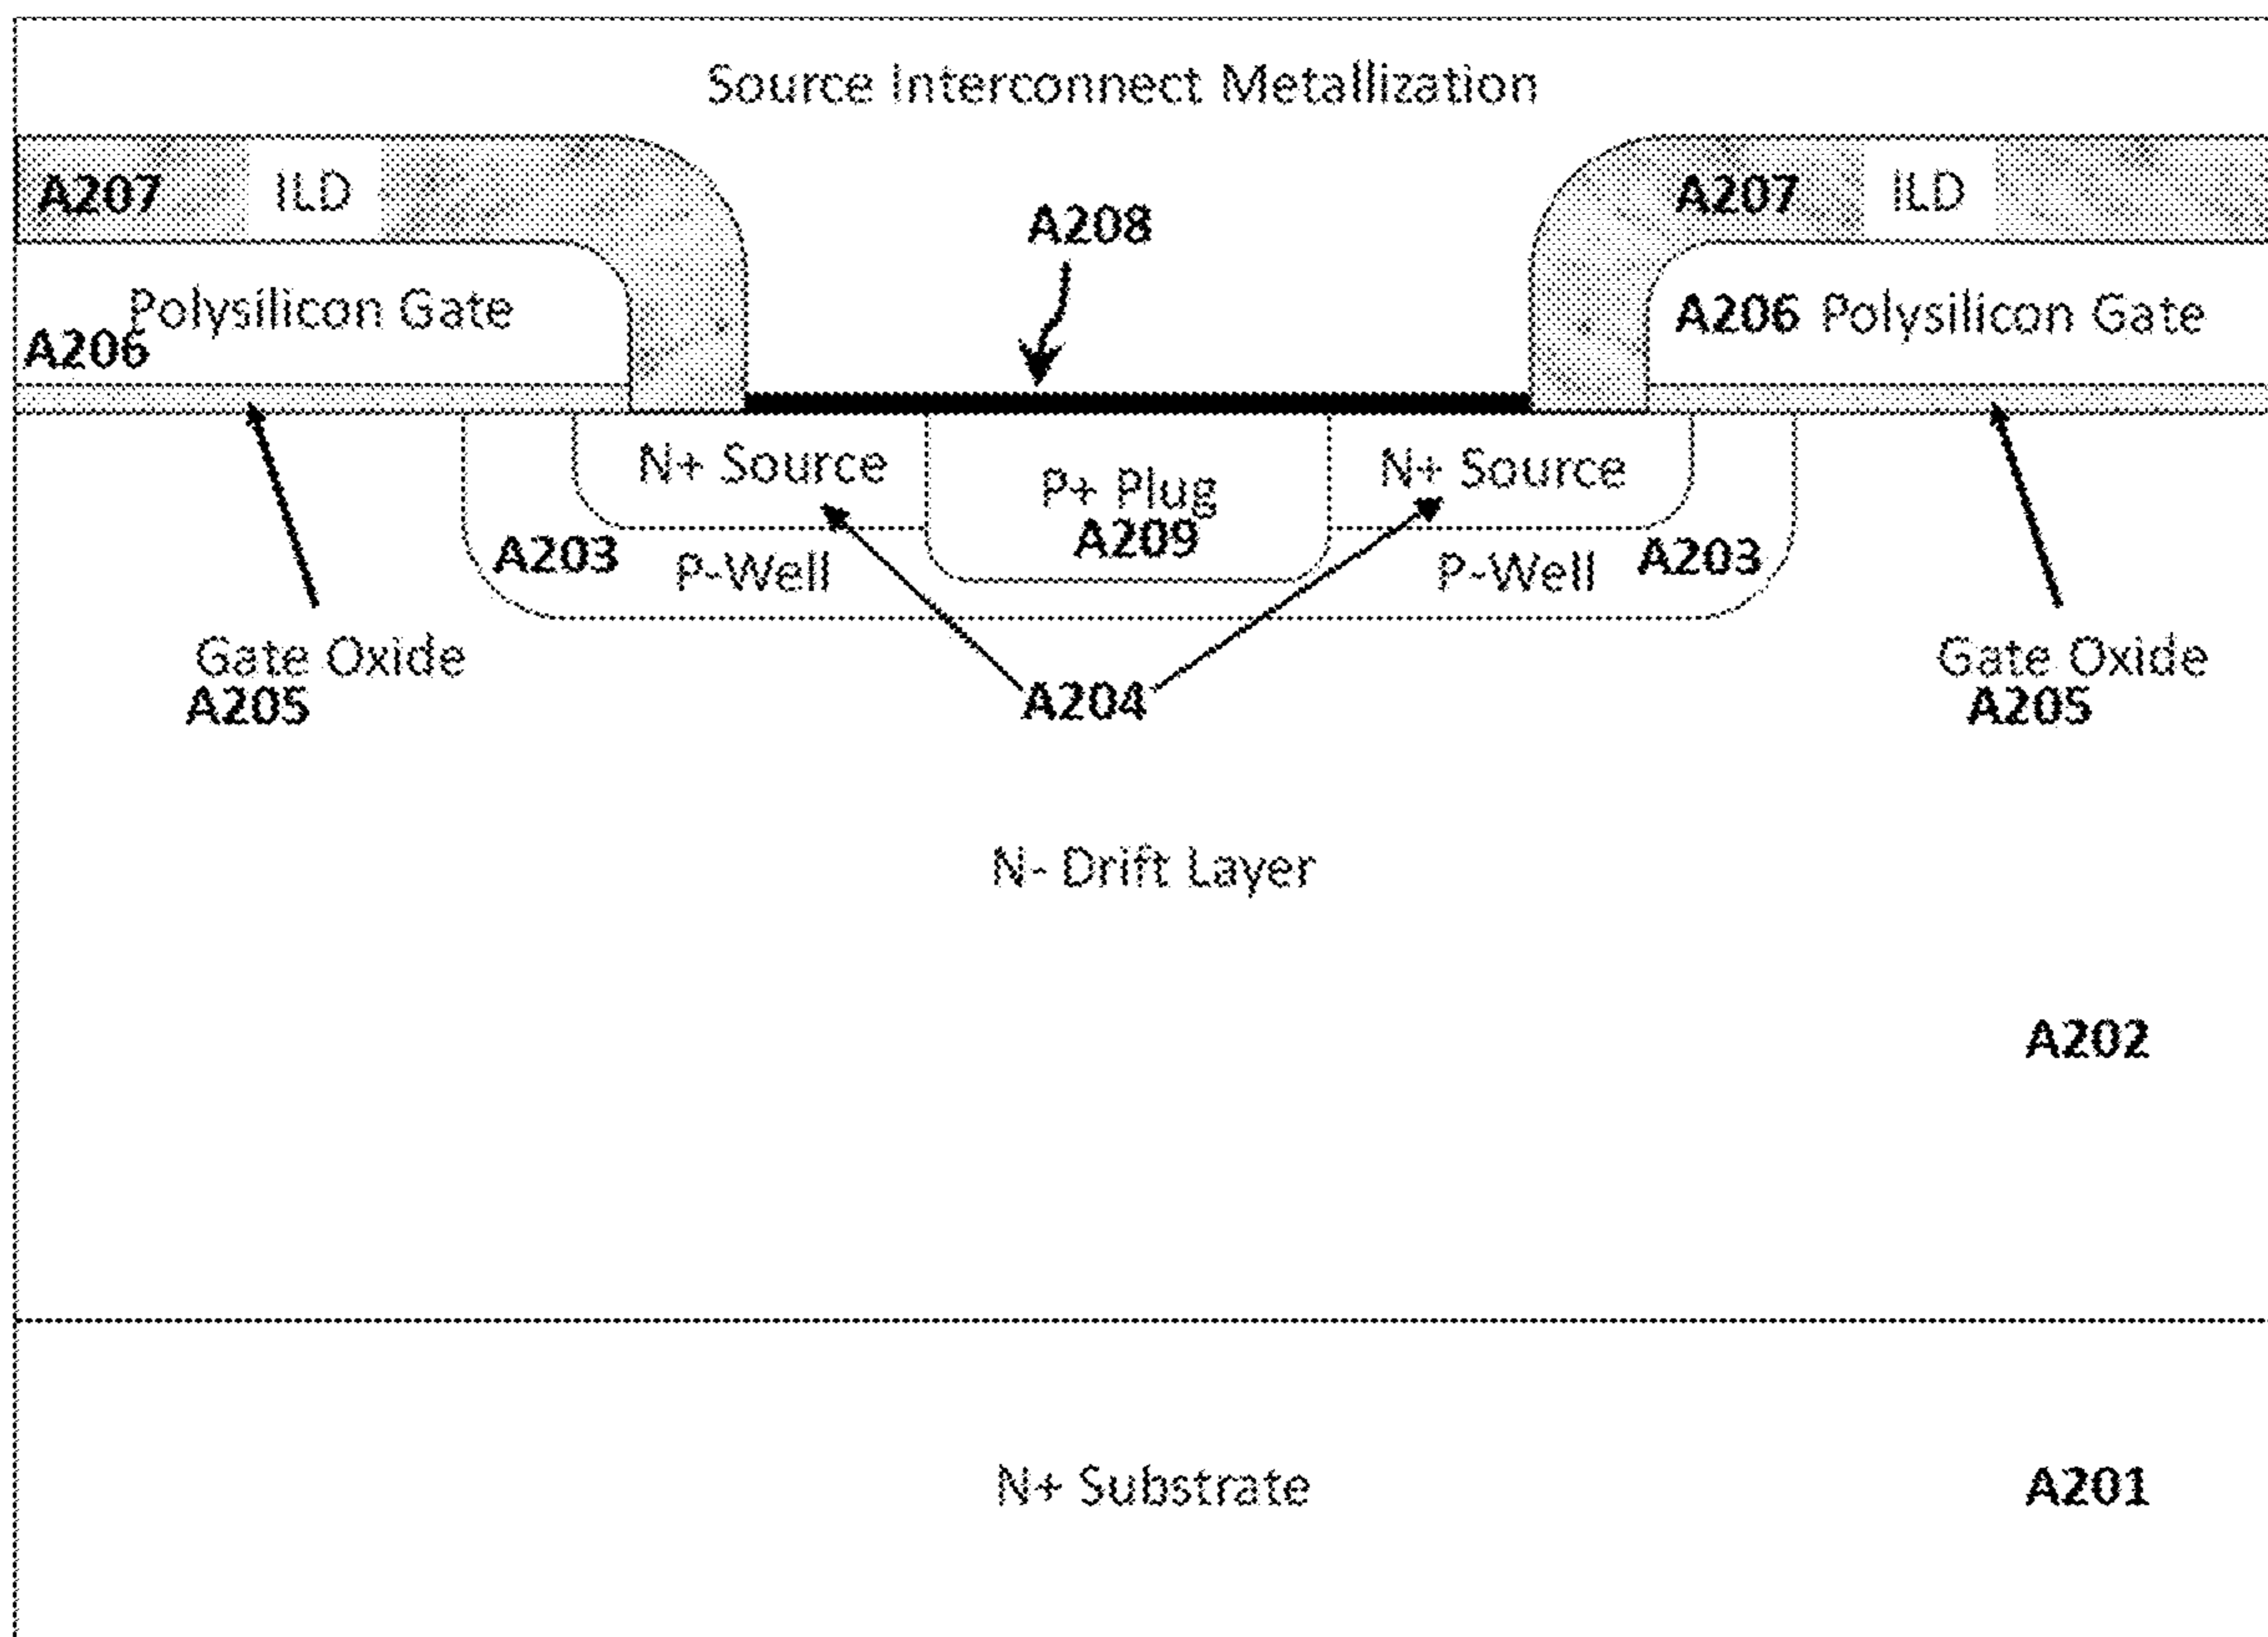 Source Interconnect Metallization
A207 ILD
A207 ILD
A208
Polysilicon Gate
A206
A206 Polysilicon Gate
N+ Source
P+ Plug
A209
N+ Source
A203
P-Well
P-Well
A203
Gate Oxide
A205
A204
Gate Oxide
A205
N- Drift Layer
A202
N+ Substrate
A201